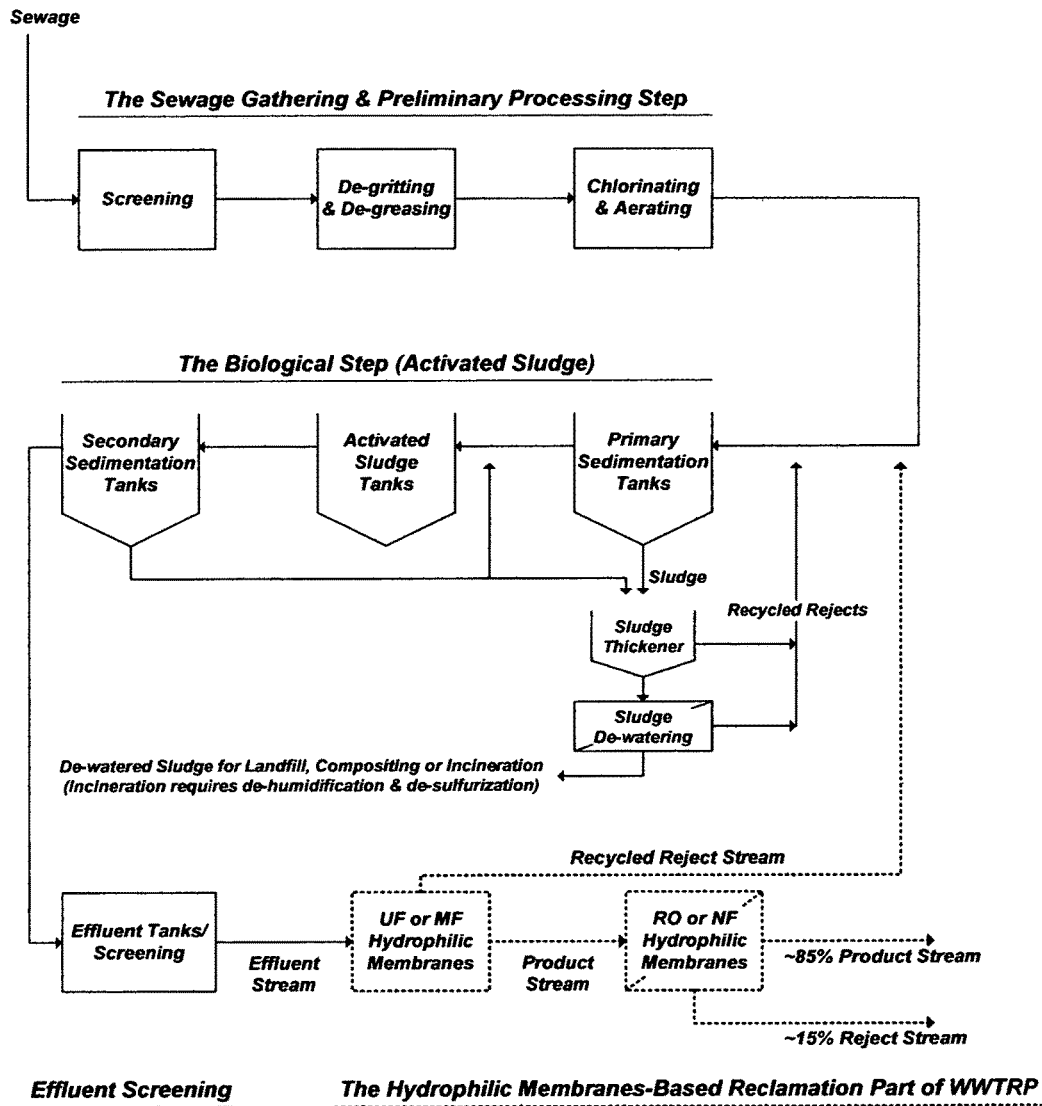 Sewage
The Sewage Gathering & Preliminary Processing Step
Screening
De-gritting
& De-greasing
Chlorinating
& Aerating
The Biological Step (Activated Sludge)
Secondary
Sedimentation
Tanks
Activated
Sludge
Tanks
Primary
Sedimentation
Tanks
Sludge
Recycled Rejects
Sludge
Thickener
Sludge
De-watering
De-watered Sludge for Landfill, Compositing or Incineration
(Incineration requires de-humidification & de-sulfurization)
Recycled Reject Stream
Effluent Tanks/
Screening
Effluent
Stream
UF or MF
Hydrophilic
Membranes
Product
Stream
RO or NF
Hydrophilic
Membranes
~85% Product Stream
~15% Reject Stream
Effluent Screening
The Hydrophilic Membranes-Based Reclamation Part of WWTRP